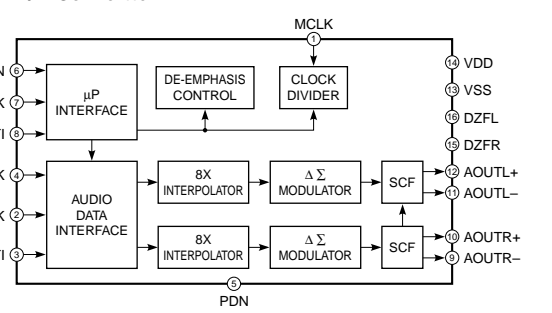 MCLK
1
6
µP
INTERFACE
DE-EMPHASIS
CONTROL
CLOCK
DIVIDER
14 VDD
7
13 VSS
8
16 DZFL
15 DZFR
4
AUDIO
DATA
INTERFACE
8X
INTERPOLATOR
ΔΣ
MODULATOR
SCF
12 AOUTL+
11 AOUTL–
2
8X
INTERPOLATOR
ΔΣ
MODULATOR
SCF
10 AOUTR+
3
9 AOUTR–
5
PDN